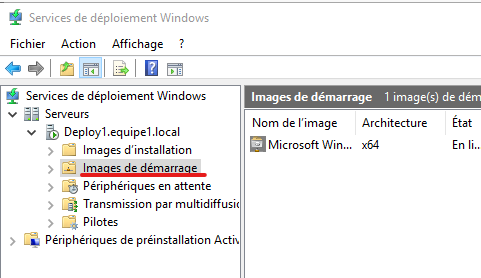 Services de déploiement Windows
Fichier Action Affichage ?
Services de déploiement Windows
Serveurs
Deploy1.equipe1.local
Images d'installation
Images de démarrage
Périphériques en attente
Transmission par multidiffusio
Pilotes
Périphériques de préinstallation Activ
Images de démarrage 1 image(s) de dém
Nom de l'image Architecture État
Microsoft Win... x64 En li...